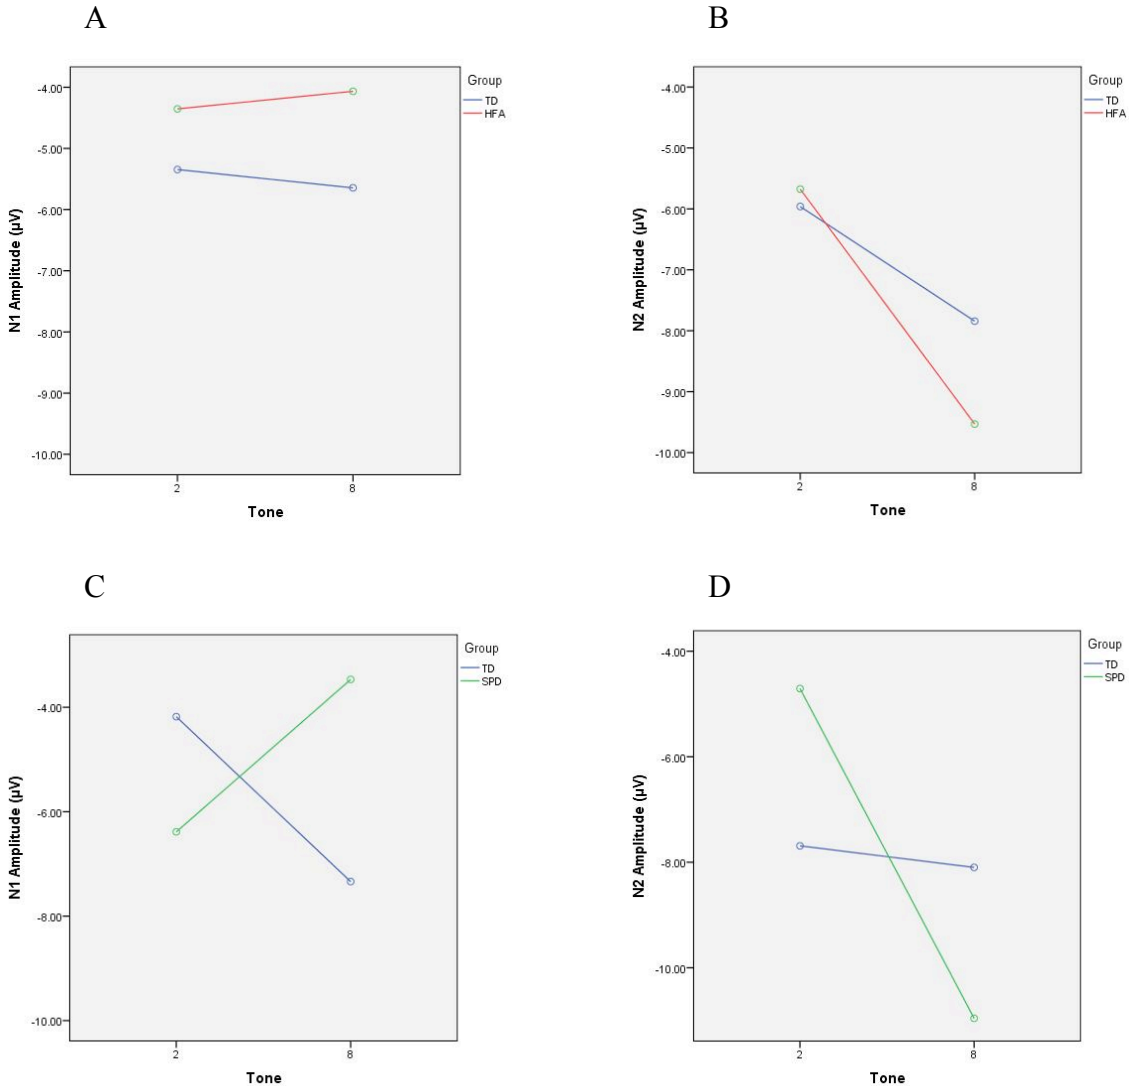 A
N1 Amplitude (µV)
-4.00
-5.00
-6.00
-7.00
-8.00
-9.00
-10.00
2
8
Tone
Group
TD
HFA
B
N2 Amplitude (µV)
-4.00
-5.00
-6.00
-7.00
-8.00
-9.00
-10.00
2
8
Tone
Group
TD
HFA
C
N1 Amplitude (µV)
-4.00
-6.00
-8.00
-10.00
2
8
Tone
Group
TD
SPD
D
N2 Amplitude (µV)
-4.00
-6.00
-8.00
-10.00
2
8
Tone
Group
TD
SPD